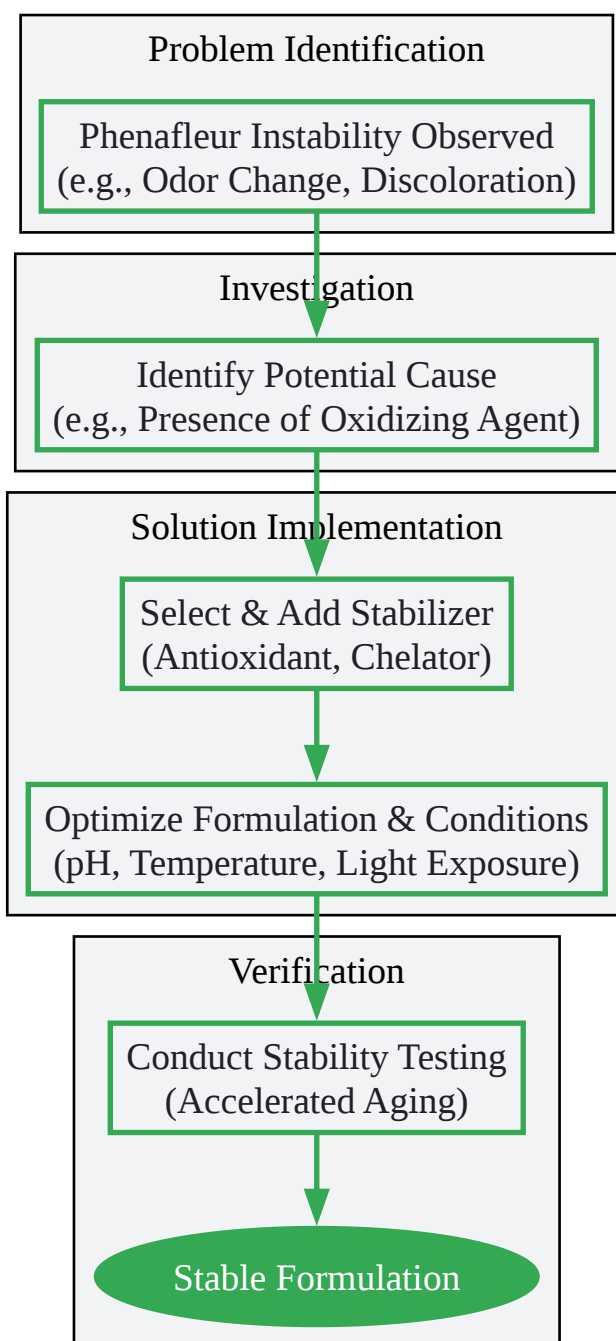 Problem Identification
Phenafleur Instability Observed
(e.g., Odor Change, Discoloration)
Investigation
Identify Potential Cause
(e.g., Presence of Oxidizing Agent)
Solution Implementation
Select & Add Stabilizer
(Antioxidant, Chelator)
Optimize Formulation & Conditions
(pH, Temperature, Light Exposure)
Verification
Conduct Stability Testing
(Accelerated Aging)
Stable Formulation